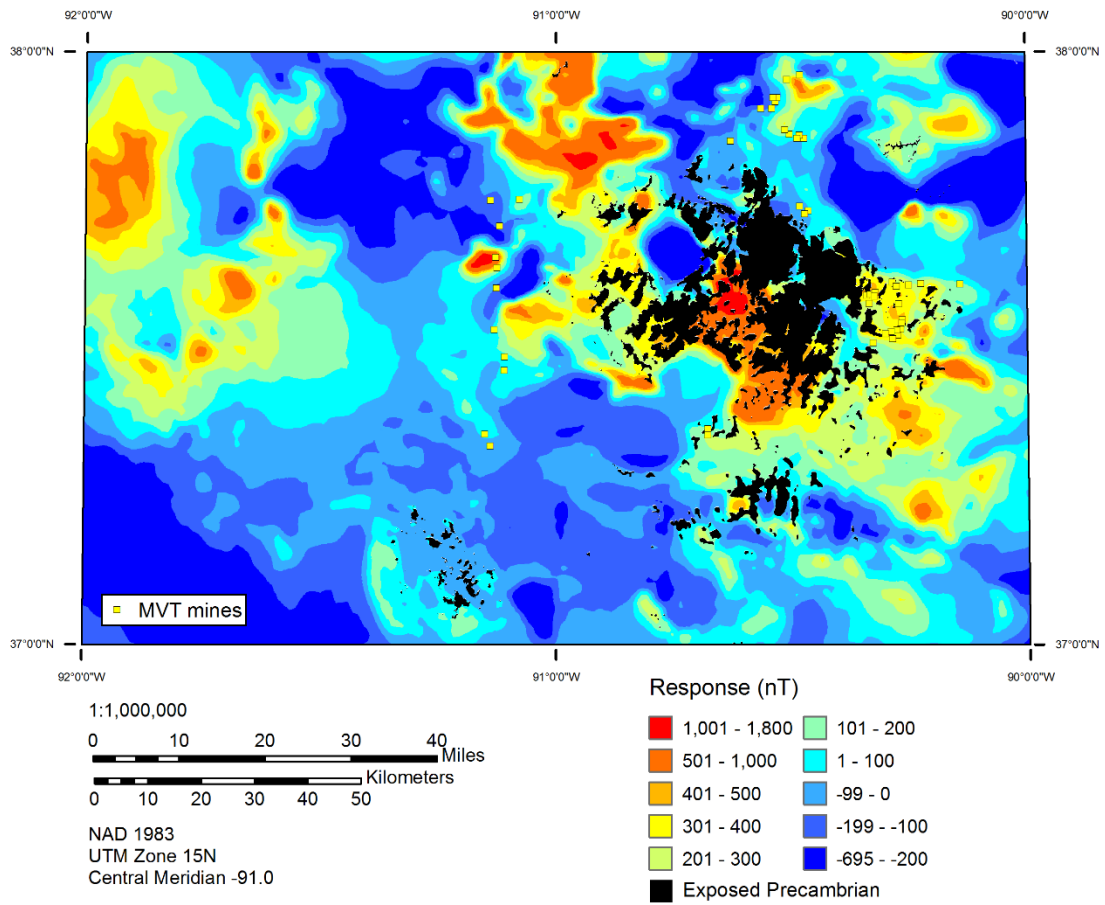 92°0'0"W 91°0'0"W 90°0'0"W
38°0'0"N 38°0'0"N
MVT mines
37°0'0"N 37°0'0"N
92°0'0"W 91°0'0"W 90°0'0"W
1:1,000,000
0 10 20 30 40 Miles
Kilometers
0 10 20 30 40 50
NAD 1983
UTM Zone 15N
Central Meridian -91.0
Response (nT)
1,001 - 1,800 101 - 200
501 - 1,000 1 - 100
401 - 500 -99 - 0
301 - 400 -199 - -100
201 - 300 -695 - -200
Exposed Precambrian